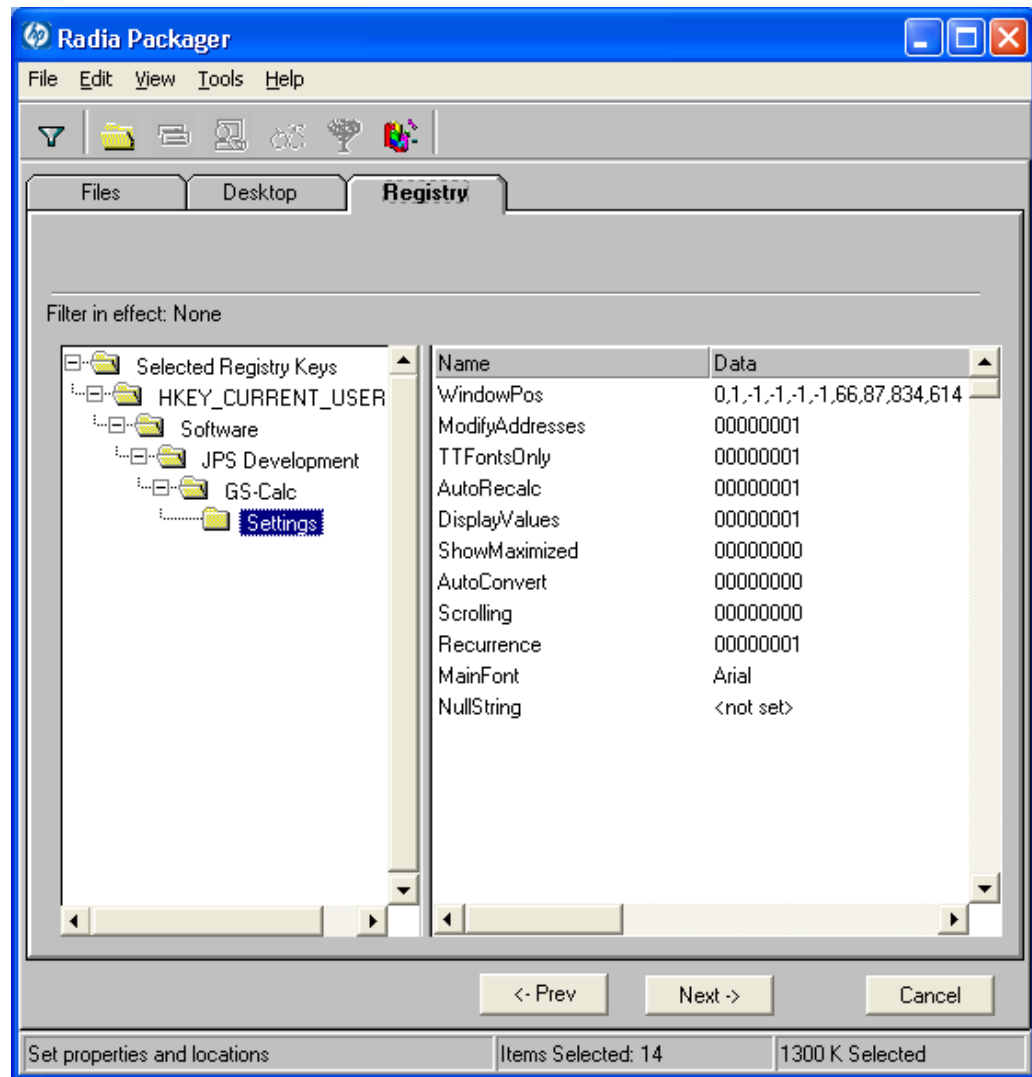 hp Radia Packager
File Edit View Tools Help
Files Desktop Registry
Filter in effect: None
Selected Registry Keys
HKEY_CURRENT_USER
Software
JPS Development
GS-Calc
Settings
Name Data
WindowPos 0,1,-1,-1,-1,-1,66,87,834,614
ModifyAddresses 00000001
TTFontsOnly 00000001
AutoRecalc 00000001
DisplayValues 00000001
ShowMaximized 00000000
AutoConvert 00000000
Scrolling 00000000
Recurrence 00000001
MainFont Arial
NullString <not set>
<- Prev Next -> Cancel
Set properties and locations Items Selected: 14 1300 K Selected